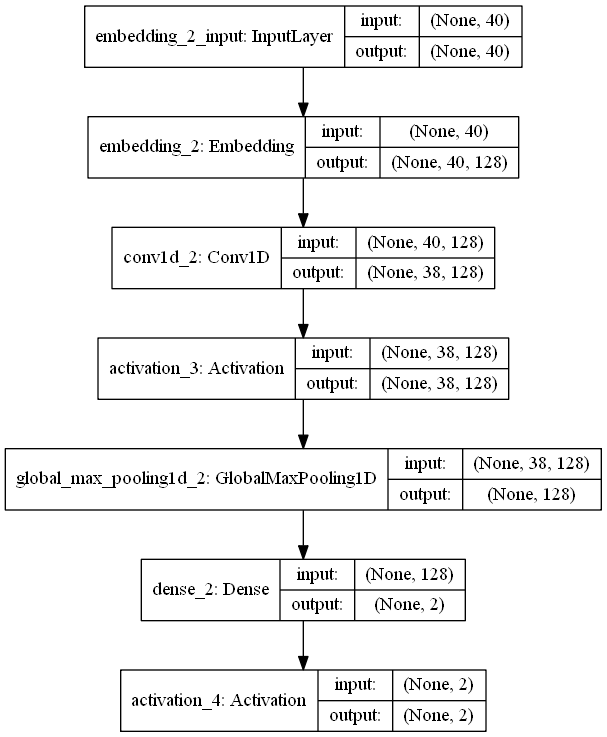 embedding_2_input: InputLayer input: (None, 40)
output: (None, 40)
embedding_2: Embedding input: (None, 40)
output: (None, 40, 128)
conv1d_2: Conv1D input: (None, 40, 128)
output: (None, 38, 128)
activation_3: Activation input: (None, 38, 128)
output: (None, 38, 128)
global_max_pooling1d_2: GlobalMaxPooling1D input: (None, 38, 128)
output: (None, 128)
dense_2: Dense input: (None, 128)
output: (None, 2)
activation_4: Activation input: (None, 2)
output: (None, 2)